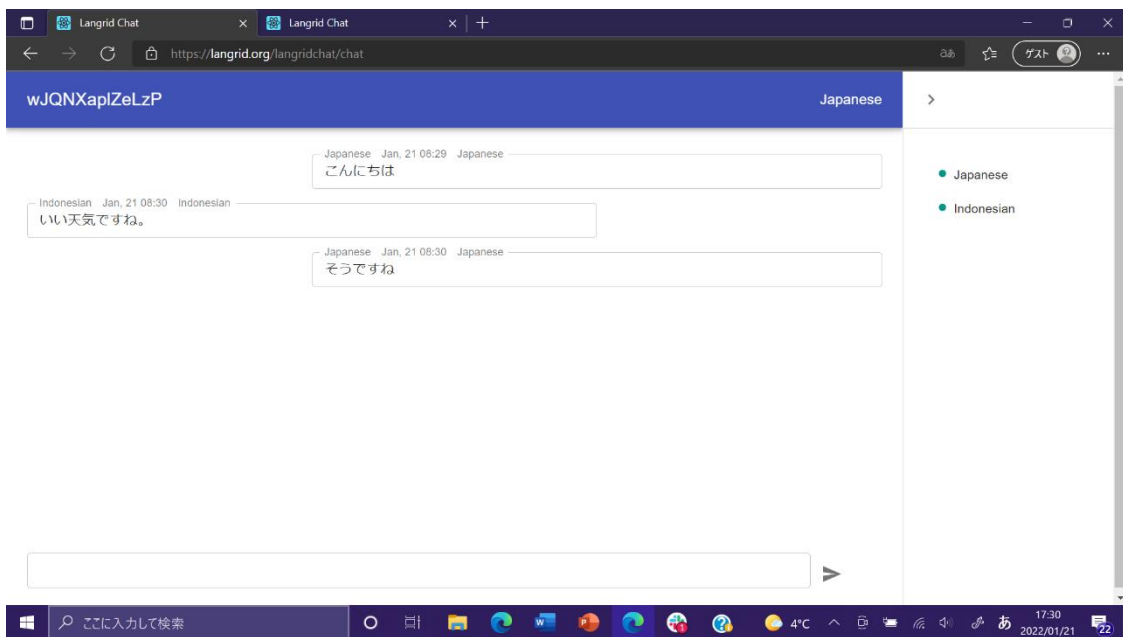 Langrid Chat
Langrid Chat
https://langrid.org/langridchat/chat
aあ
ゲスト
wJQNXaplZeLzP
Japanese
Japanese Jan, 21 08:29 Japanese
こんにちは
Japanese
Indonesian Jan, 21 08:30 Indonesian
いい天気ですね。
Indonesian
Japanese Jan, 21 08:30 Japanese
そうですね
ここに入力して検索
4°C
あ
17:30
2022/01/21
22